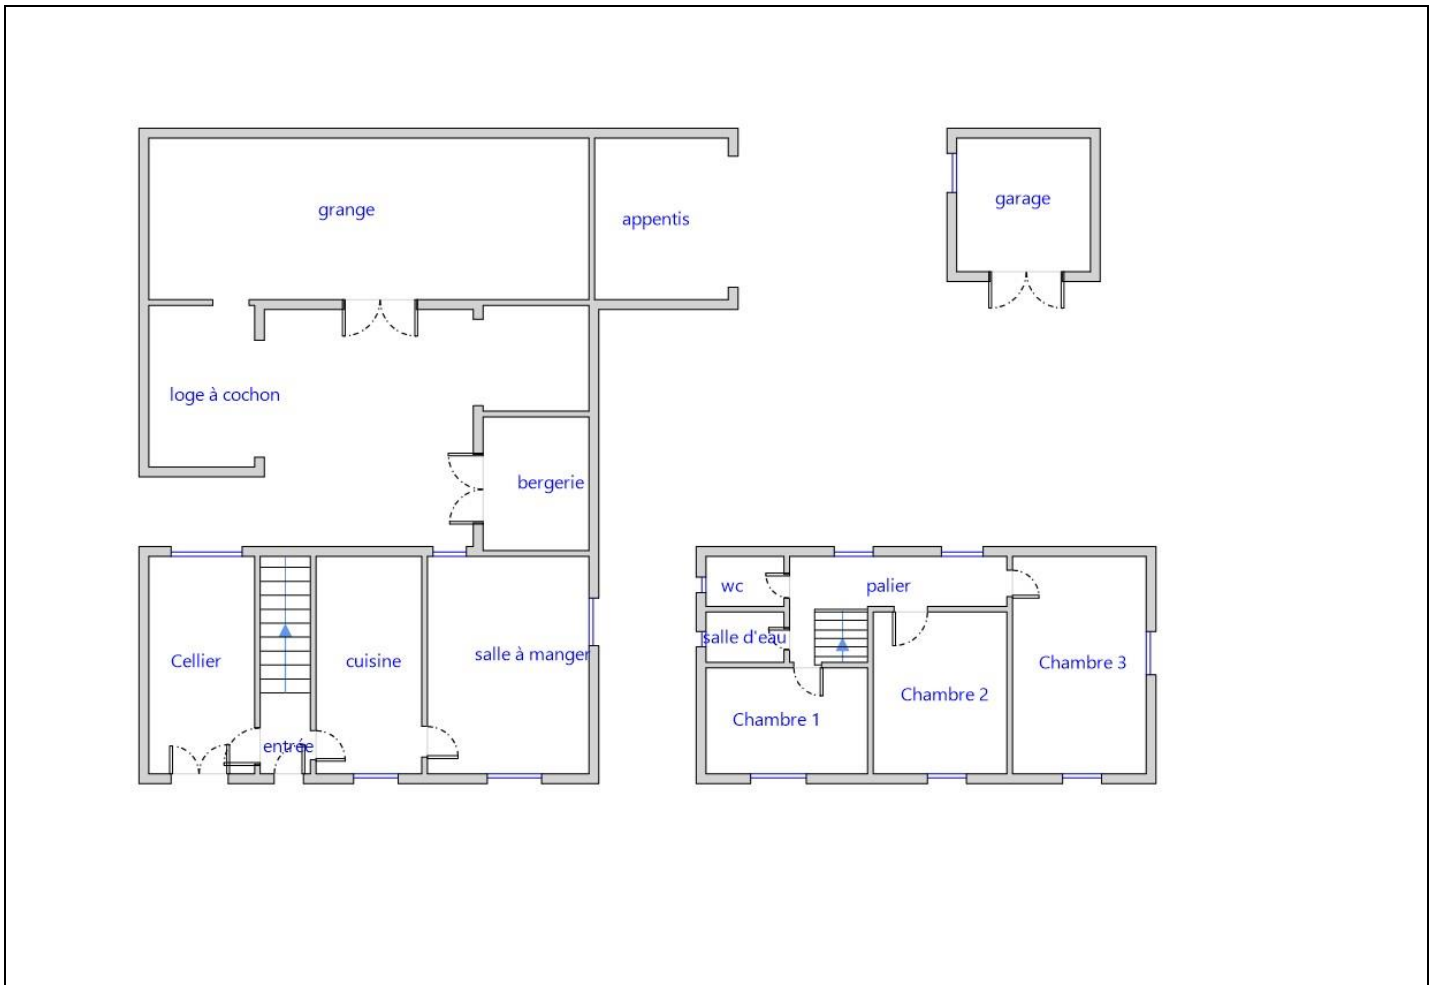 grange
appentis
garage
loge à cochon
bergerie
wc
palier
salle d'eau
Cellier
cuisine
salle à manger
Chambre 3
Chambre 2
Chambre 1
entrée